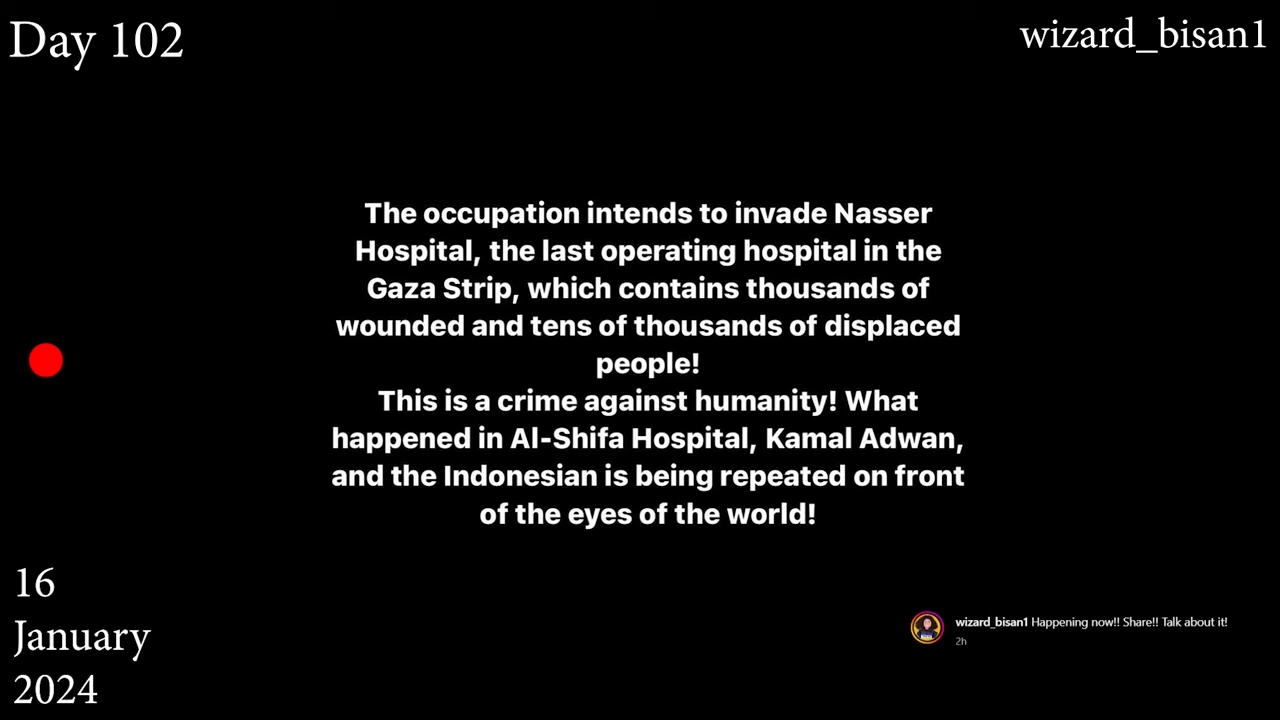 Day 102
wizard_bisan1
The occupation intends to invade Nasser
Hospital, the last operating hospital in the
Gaza Strip, which contains thousands of
wounded and tens of thousands of displaced
people!
This is a crime against humanity! What
happened in Al-Shifa Hospital, Kamal Adwan,
and the Indonesian is being repeated on front
of the eyes of the world!
16
January
2024
wizard_bisan1 Happening now!! Share!! Talk about it!
2h